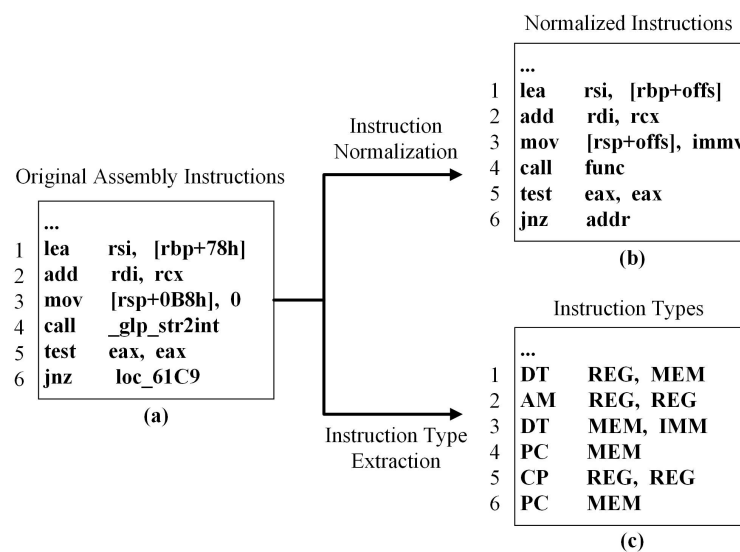 Original Assembly Instructions
...
1 lea rsi, [rbp+78h]
2 add rdi, rcx
3 mov [rsp+0B8h], 0
4 call _glp_str2int
5 test eax, eax
6 jnz loc_61C9
(a)
Instruction
Normalization
Instruction Type
Extraction
Normalized Instructions
...
1 lea rsi, [rbp+offs]
2 add rdi, rcx
3 mov [rsp+offs], immv
4 call func
5 test eax, eax
6 jnz addr
(b)
Instruction Types
...
1 DT REG, MEM
2 AM REG, REG
3 DT MEM, IMM
4 PC MEM
5 CP REG, REG
6 PC MEM
(c)